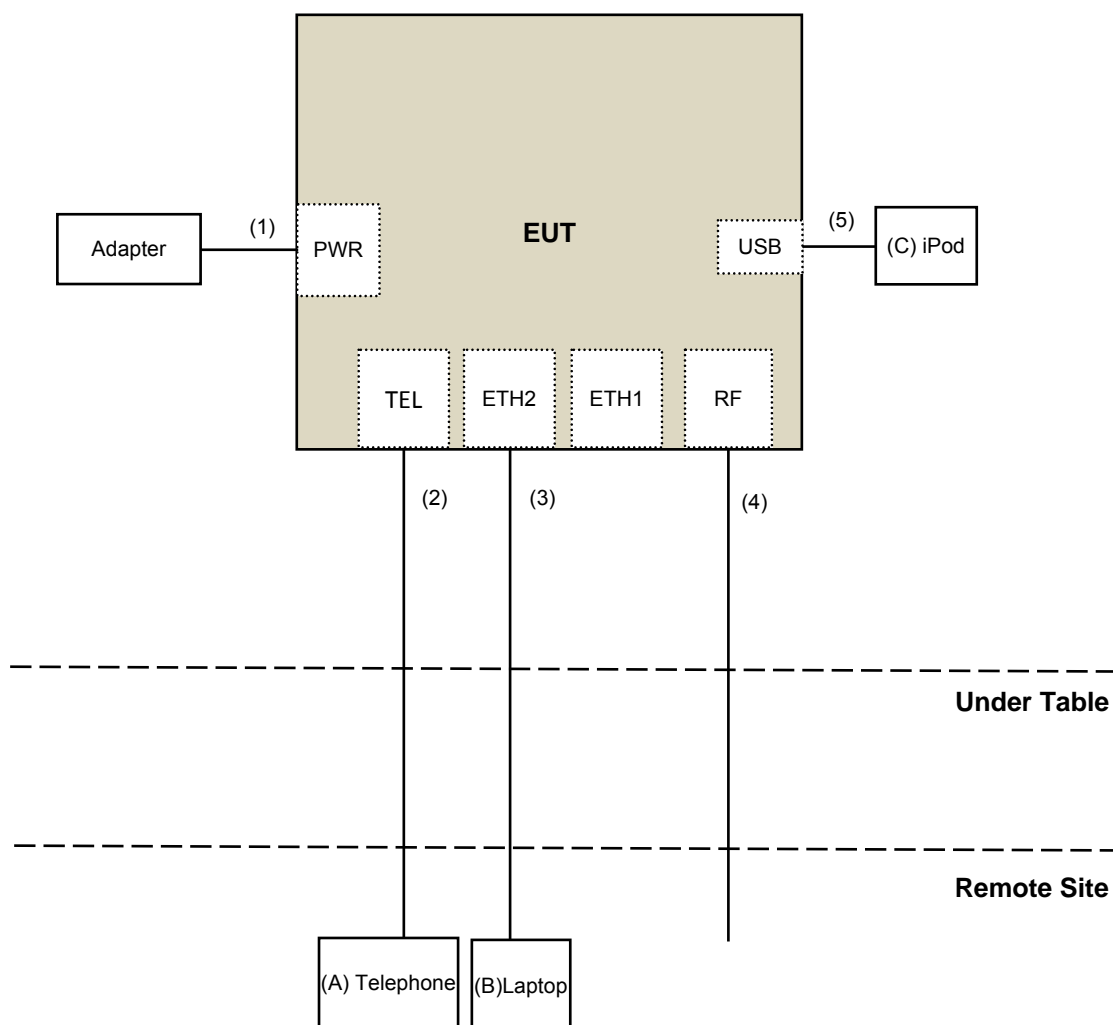 EUT
Adapter
(1)
PWR
USB
(5)
(C) iPod
TEL
ETH2
ETH1
RF
(2)
(3)
(4)
Under Table
Remote Site
(A) Telephone
(B)Laptop